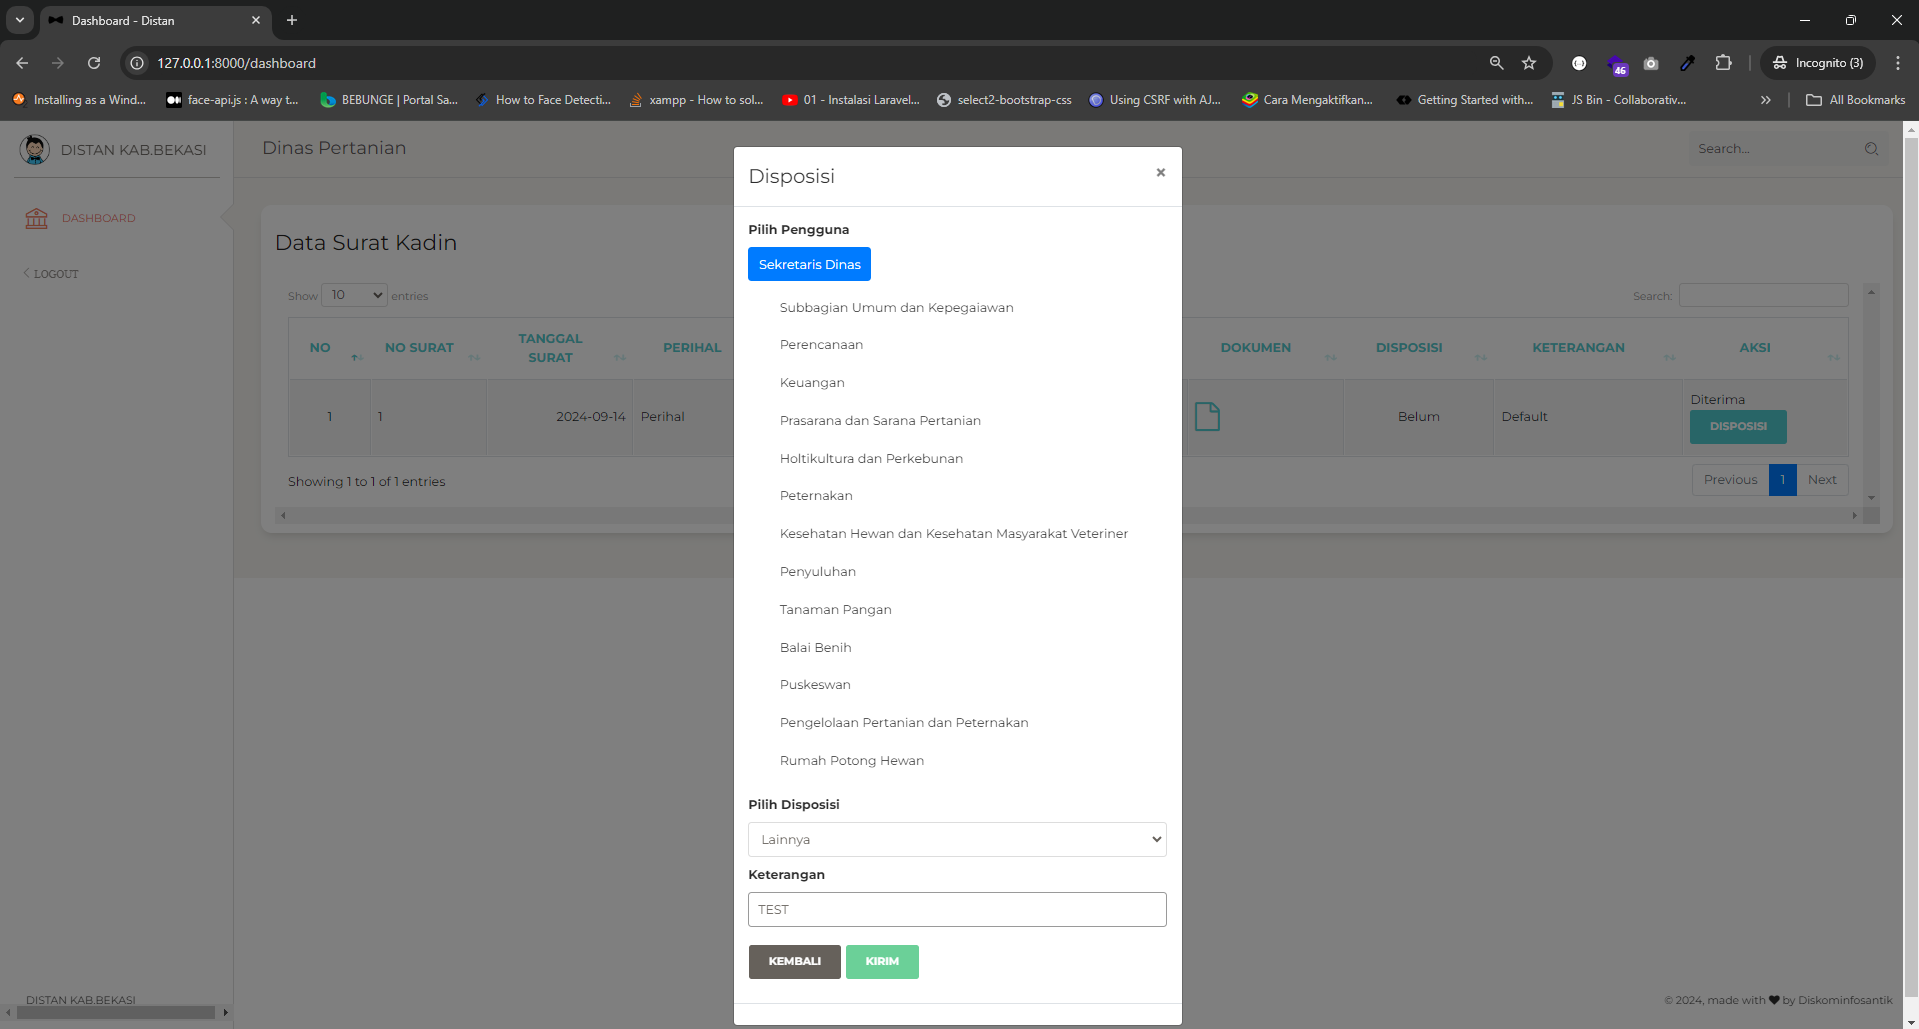 Dashboard - Distan
127.0.0.1:8000/dashboard
46
Incognito (3)
Installing as a Wind...
face-api.js : A way t...
BEBUNGE | Portal Sa...
How to Face Detecti...
xampp - How to sol...
01 - Instalasi Laravel...
select2-bootstrap-css
Using CSRF with AJ...
Cara Mengaktifkan...
Getting Started with...
JS Bin - Collaborativ...
All Bookmarks
DISTAN KAB.BEKASI
Dinas Pertanian
Search...
DASHBOARD
LOGOUT
Data Surat Kadin
Show 10 entries
Search:
NO
NO SURAT
TANGGAL
SURAT
PERIHAL
DOKUMEN
DISPOSISI
KETERANGAN
AKSI
1
1
2024-09-14
Perihal
Belum
Default
Diterima
DISPOSISI
Showing 1 to 1 of 1 entries
Previous 1 Next
Disposisi
×
Pilih Pengguna
Sekretaris Dinas
Subbagian Umum dan Kepegaiawan
Perencanaan
Keuangan
Prasarana dan Sarana Pertanian
Holtikultura dan Perkebunan
Peternakan
Kesehatan Hewan dan Kesehatan Masyarakat Veteriner
Penyuluhan
Tanaman Pangan
Balai Benih
Puskeswan
Pengelolaan Pertanian dan Peternakan
Rumah Potong Hewan
Pilih Disposisi
Lainnya
Keterangan
TEST
KEMBALI
KIRIM
DISTAN KAB.BEKASI
© 2024, made with ❤ by Diskominfosantik